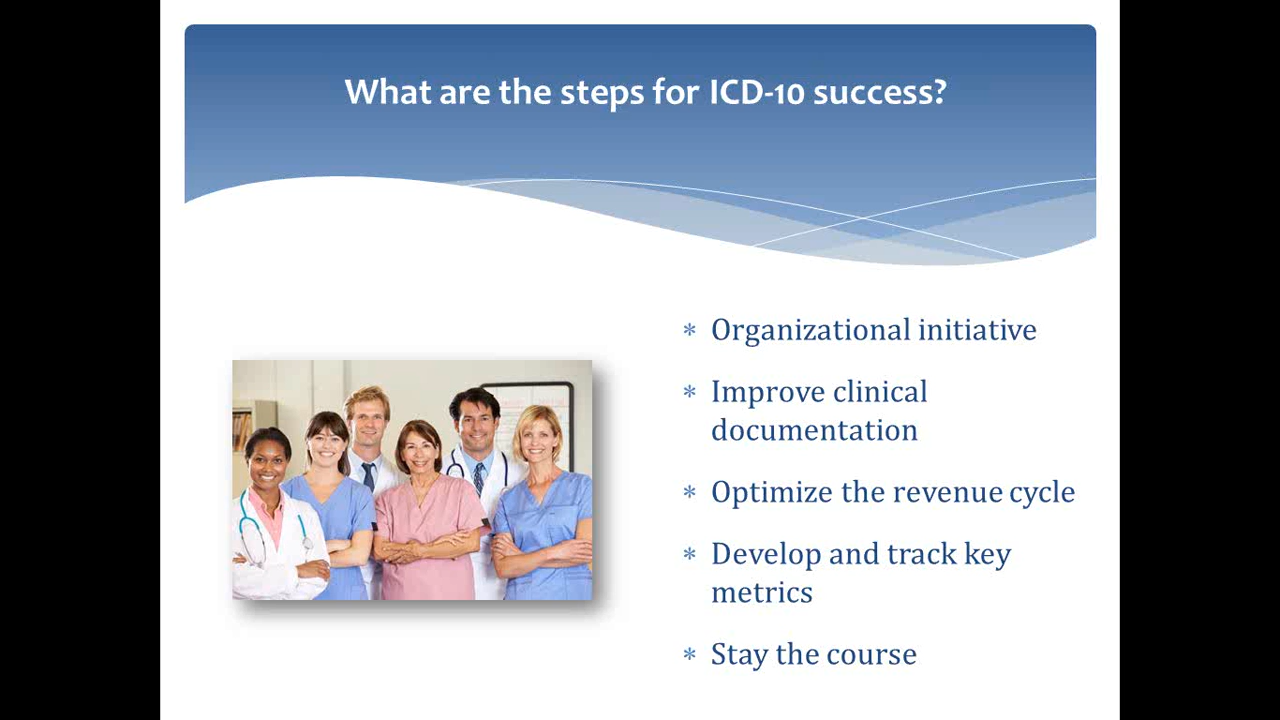 What are the steps for ICD-10 success?
* Organizational initiative
* Improve clinical
documentation
* Optimize the revenue cycle
* Develop and track key
metrics
* Stay the course